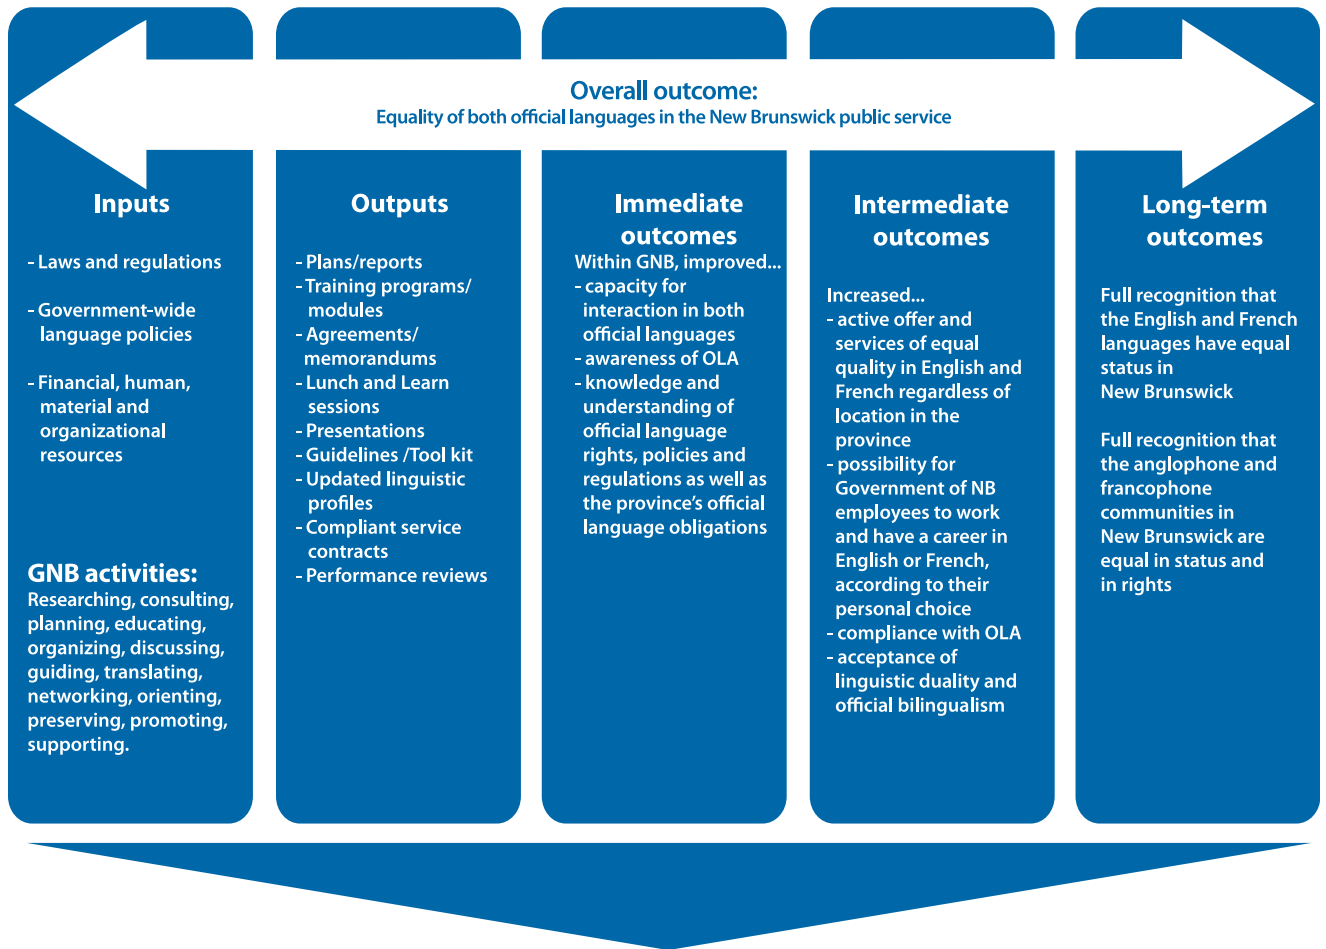 Overall outcome:
Equality of both official languages in the New Brunswick public service
Inputs
- Laws and regulations
- Government-wide
language policies
- Financial, human,
material and
organizational
resources
GNB activities:
Researching, consulting,
planning, educating,
organizing, discussing,
guiding, translating,
networking, orienting,
preserving, promoting,
supporting.
Outputs
- Plans/reports
- Training programs/
modules
- Agreements/
memorandums
- Lunch and Learn
sessions
- Presentations
- Guidelines /Tool kit
- Updated linguistic
profiles
- Compliant service
contracts
- Performance reviews
Immediate
outcomes
Within GNB, improved...
- capacity for
interaction in both
official languages
- awareness of OLA
- knowledge and
understanding of
official language
rights, policies and
regulations as well as
the province's official
language obligations
Intermediate
outcomes
Increased...
- active offer and
services of equal
quality in English and
French regardless of
location in the
province
- possibility for
Government of NB
employees to work
and have a career in
English or French,
according to their
personal choice
- compliance with OLA
- acceptance of
linguistic duality and
official bilingualism
Long-term
outcomes
Full recognition that
the English and French
languages have equal
status in
New Brunswick
Full recognition that
the anglophone and
francophone
communities in
New Brunswick are
equal in status and
in rights